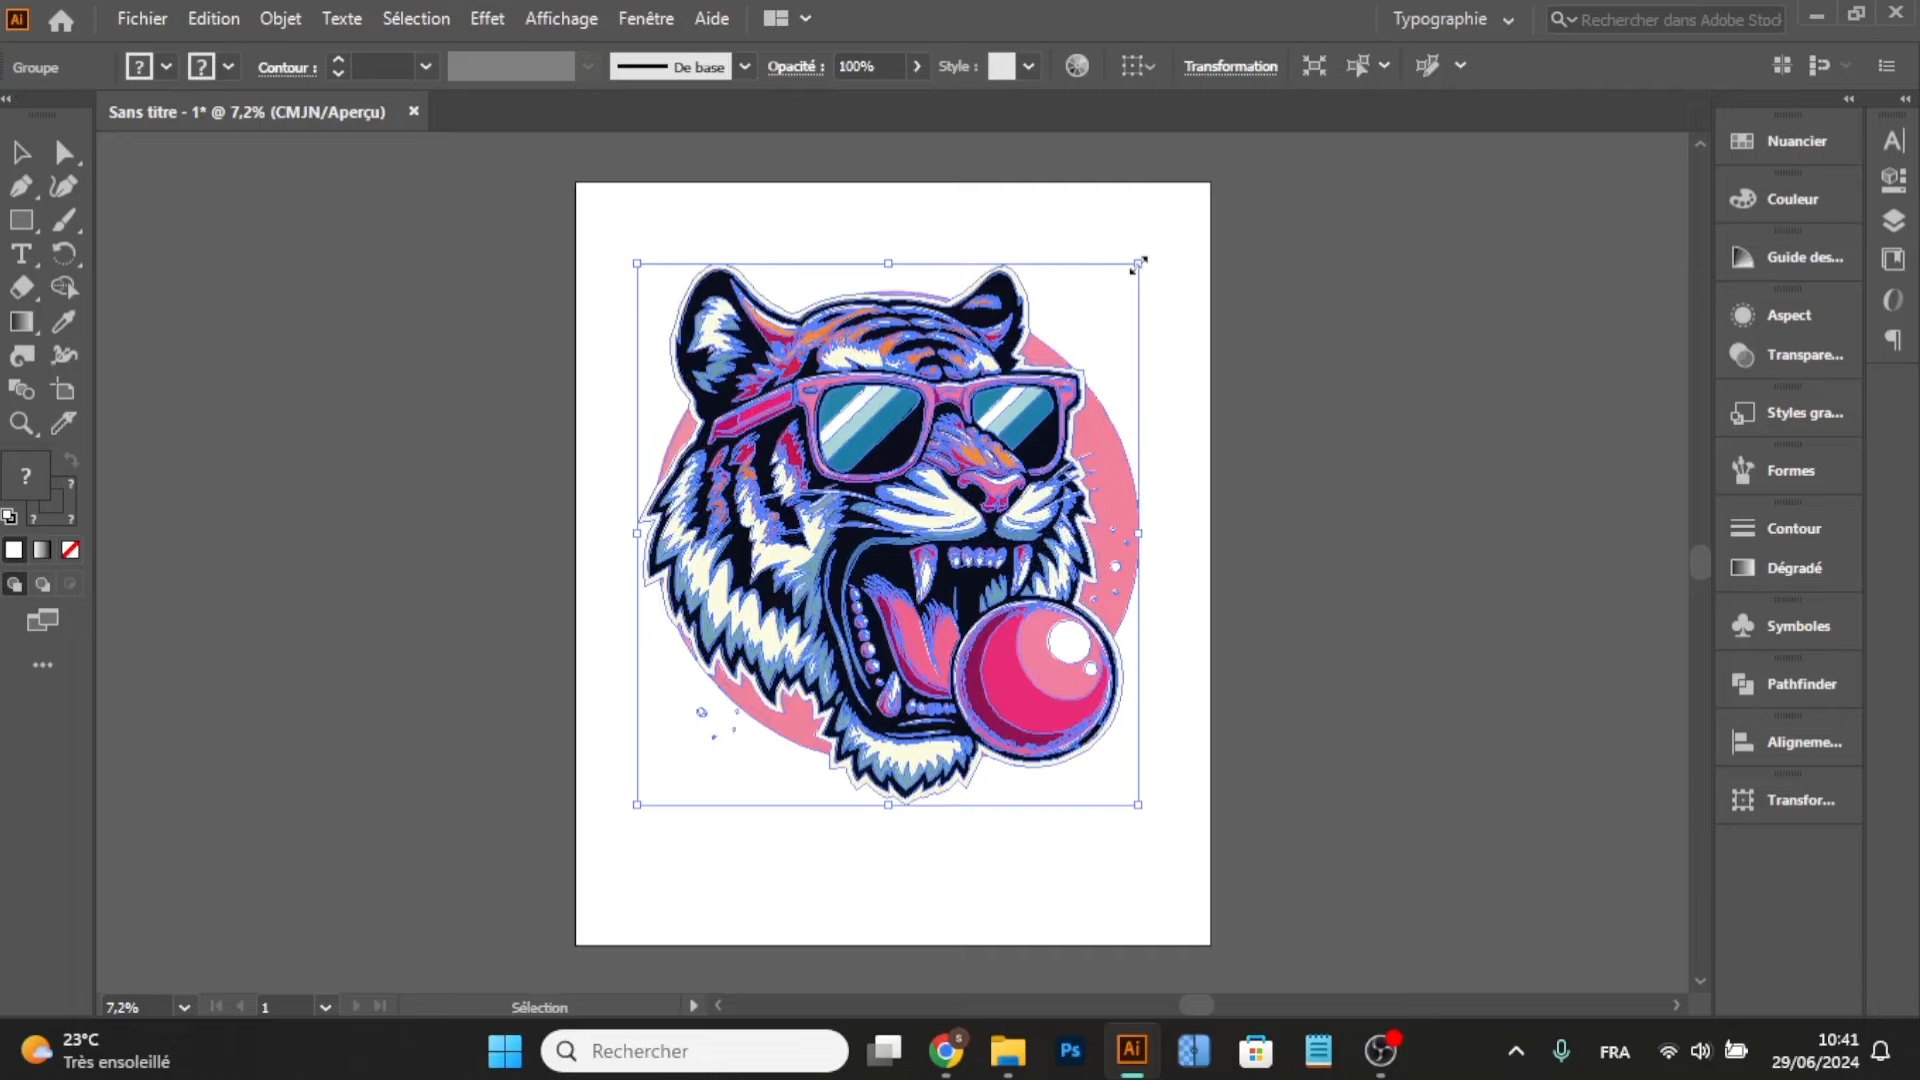 Ai Fichier Edition Objet Texte Sélection Effet Affichage Fenêtre Aide Typographie Rechercher dans Adobe Stock
Groupe ? ? Contour : De base Opacité : 100% Style : Transformation
Sans titre - 1* @ 7,2% (CMJN/Aperçu) ×
Nuancier
Couleur
Guide des...
Aspect
Transpare...
Styles gra...
Formes
Contour
Dégradé
Symboles
Pathfinder
Aligneme...
Transfor...
7,2% 1 Sélection
23°C
Très ensoleillé
Rechercher
S
Ps
Ai
FRA
10:41
29/06/2024